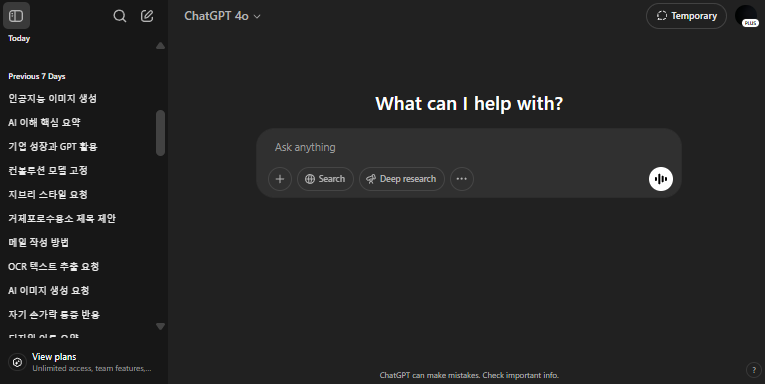 ChatGPT 4o
Temporary
PLUS
Today
Previous 7 Days
인공지능 이미지 생성
AI 이해 핵심 요약
기업 성장과 GPT 활용
컨볼루션 모델 고정
지브리 스타일 요청
거제포로수용소 제목 제안
메일 작성 방법
OCR 텍스트 추출 요청
AI 이미지 생성 요청
자기 손가락 통증 반응
View plans
Unlimited access, team features,...
What can I help with?
Ask anything
Search
Deep research
ChatGPT can make mistakes. Check important info.
?